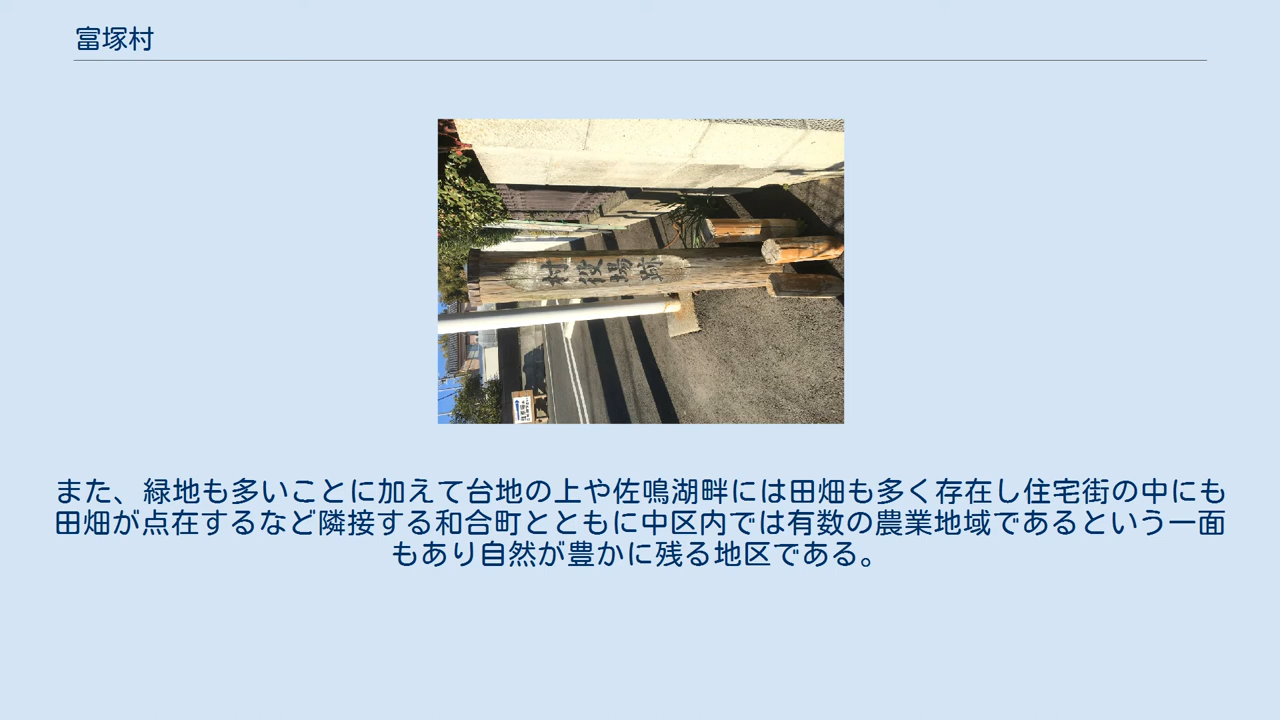 富塚村
村役場跡
また、緑地も多いことに加えて台地の上や佐鳴湖畔には田畑も多く存在し住宅街の中にも
田畑が点在するなど隣接する和合町とともに中区内では有数の農業地域であるという一面
もあり自然が豊かに残る地区である。